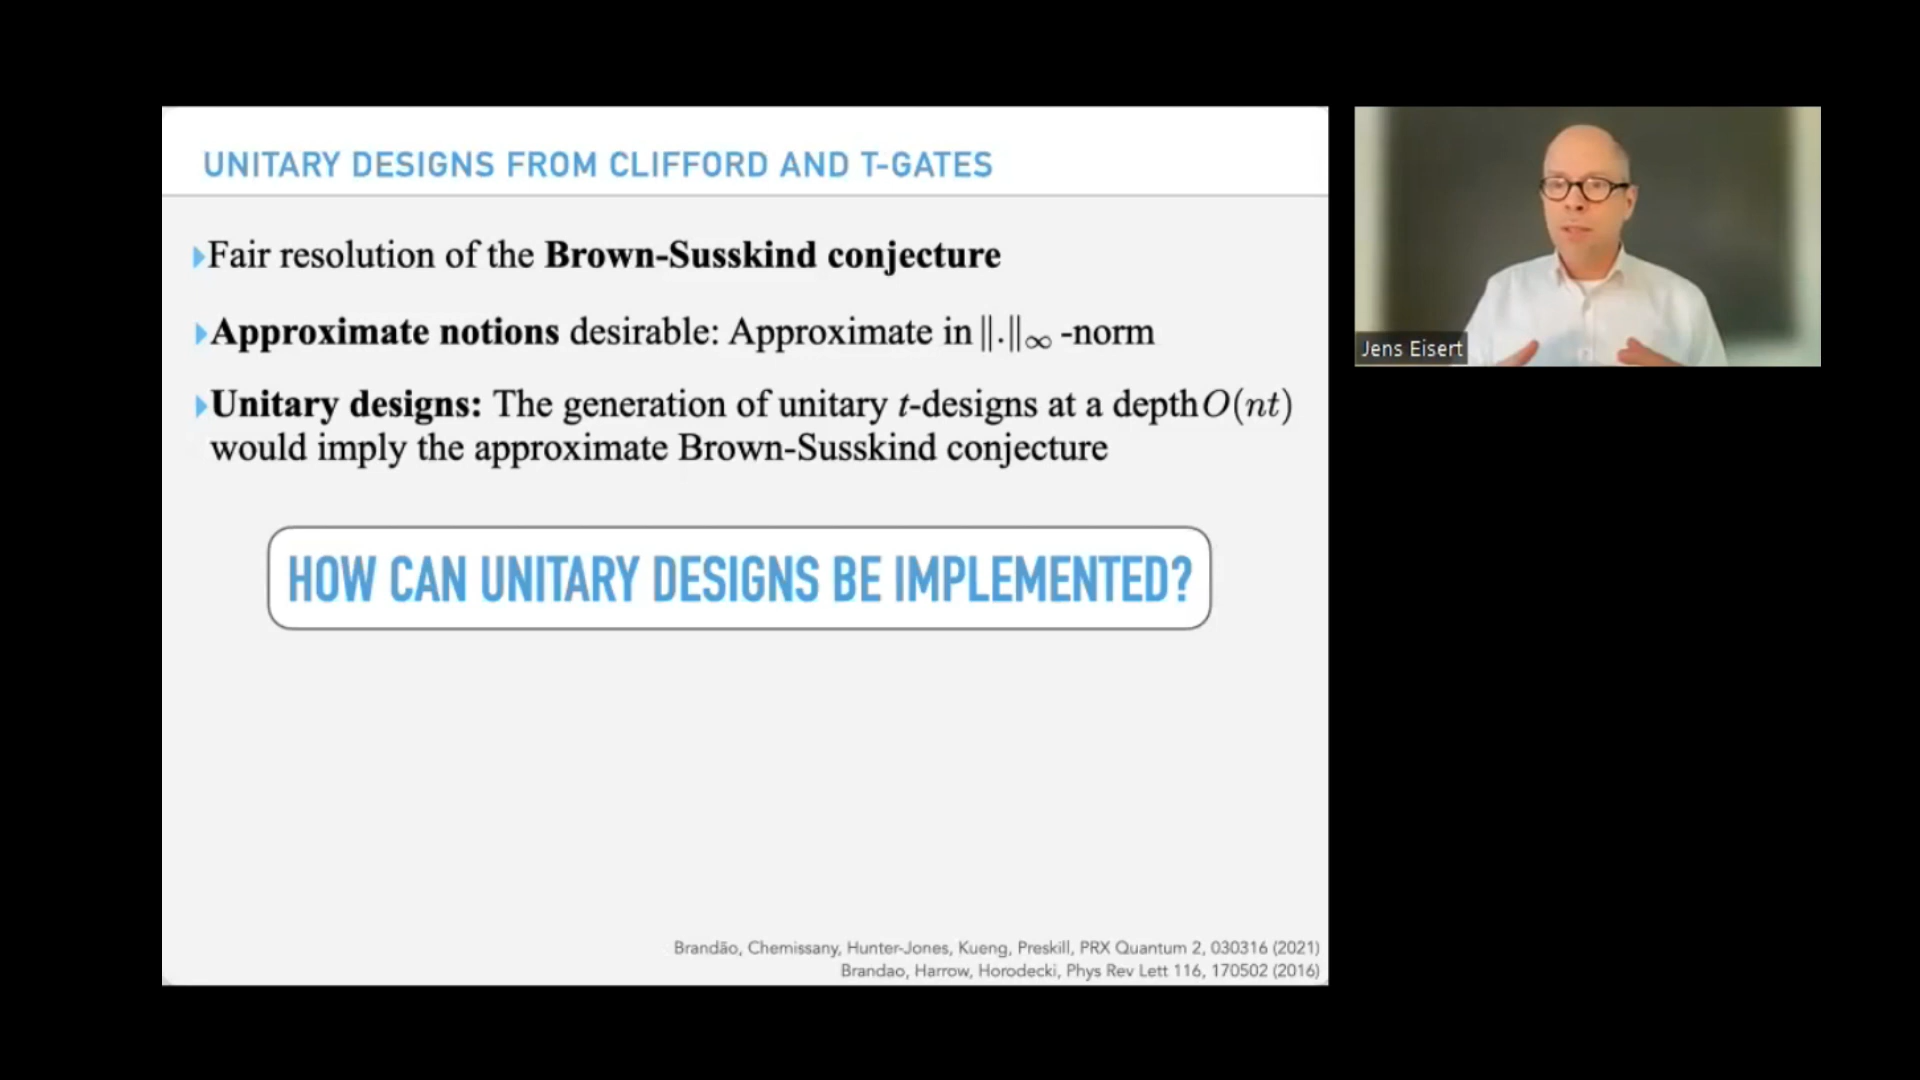 UNITARY DESIGNS FROM CLIFFORD AND T-GATES
Fair resolution of the Brown-Susskind conjecture
Approximate notions desirable: Approximate in ‖.‖∞ -norm
Unitary designs: The generation of unitary t-designs at a depth O(nt)
would imply the approximate Brown-Susskind conjecture
HOW CAN UNITARY DESIGNS BE IMPLEMENTED?
Brandão, Chemissany, Hunter-Jones, Kueng, Preskill, PRX Quantum 2, 030316 (2021)
Brandao, Harrow, Horodecki, Phys Rev Lett 116, 170502 (2016)
Jens Eisert